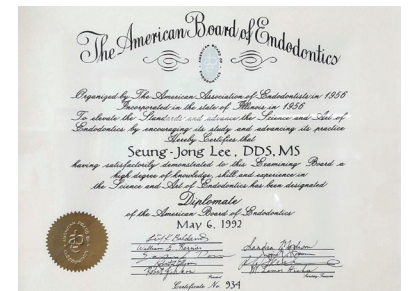 The American Board of Endodontics
Organized by The American Association of Endodontists in 1956
Incorporated in the state of Illinois in 1956
To elevate the Standards and advance the Science and Art of
Endodontics by encouraging its study and advancing its practice
Hereby Certifies that
Seung-Jong Lee, DDS, MS
having satisfactorily demonstrated to this Examining Board a
high degree of knowledge, skill and experience in
the Science and Art of Endodontics has been designated
Diplomate
of the American Board of Endodontics
May 6, 1992
President
Secretary-Treasurer
Certificate No. 934